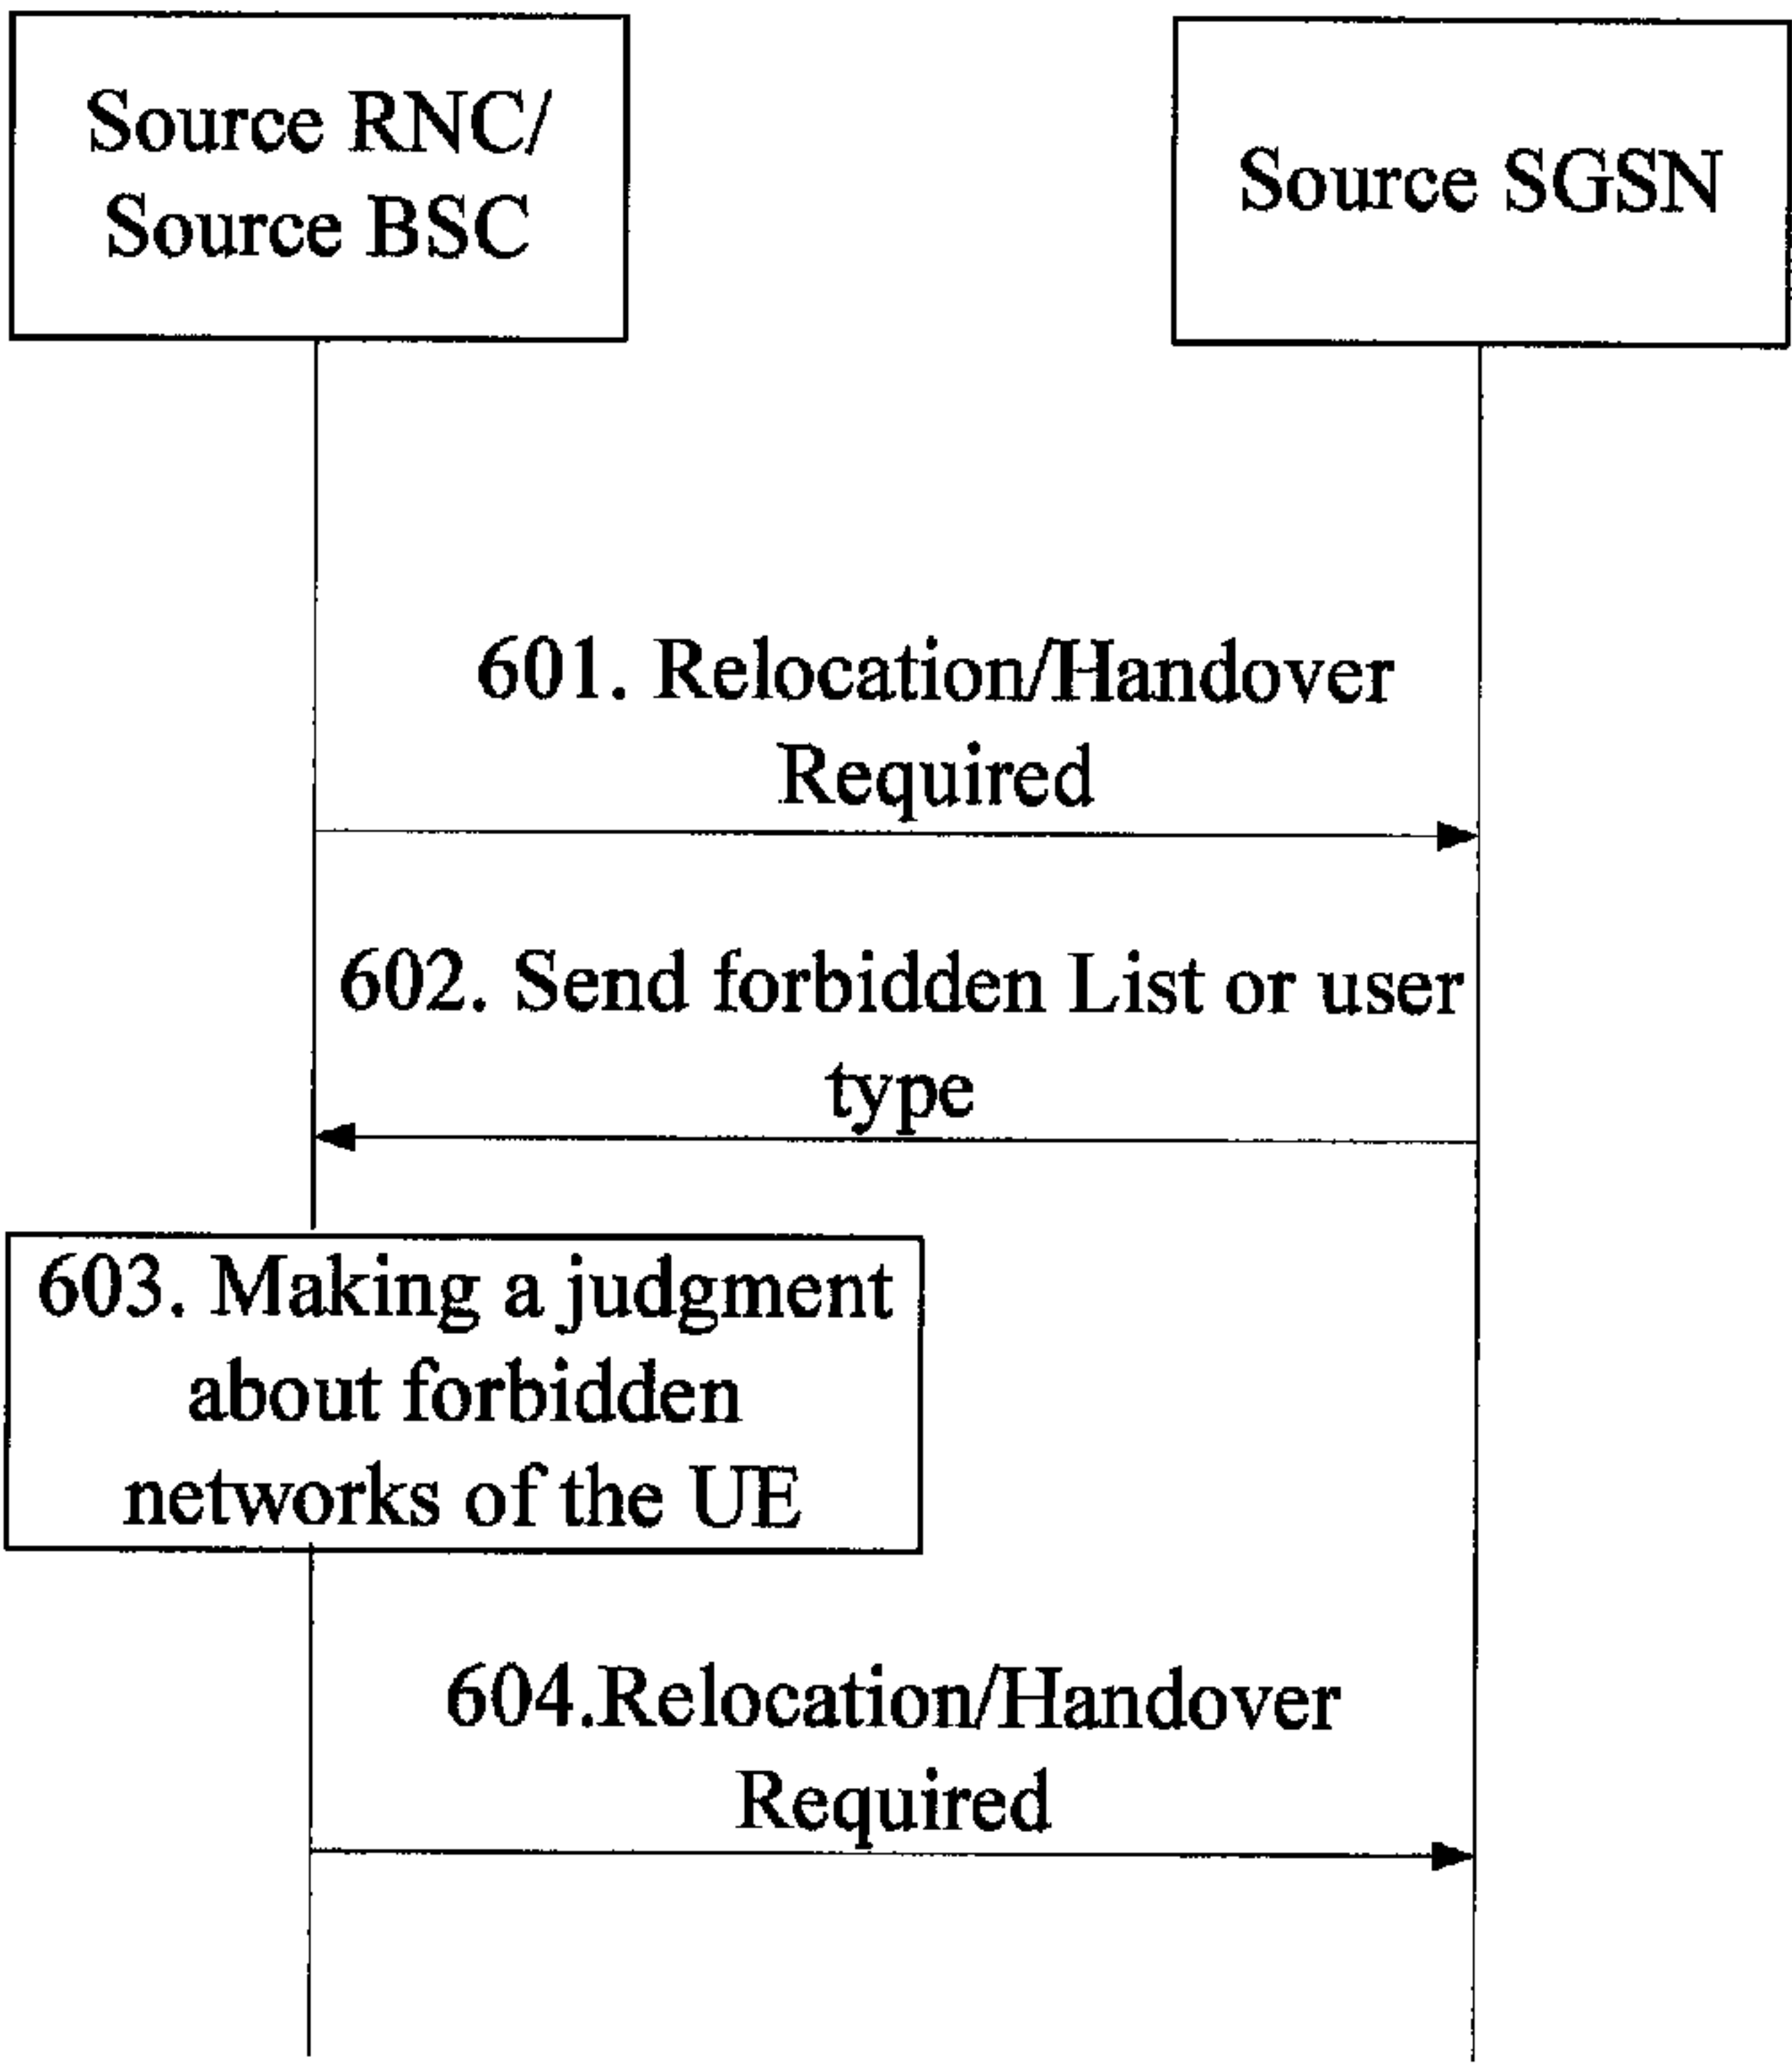 Source RNC/
Source BSC
Source SGSN
601. Relocation/Handover
Required
602. Send forbidden List or user
type
603. Making a judgment
about forbidden
networks of the UE
604.Relocation/Handover
Required